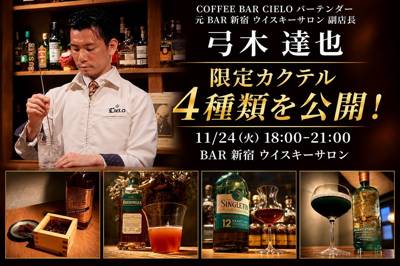 COFFEE BAR CIELO バーテンダー
元 BAR 新宿 ウイスキーサロン 副店長
弓木 達也
限定カクテル
4種類を公開!
11/24(火) 18:00~21:00
BAR 新宿 ウイスキーサロン
CIELO
SINGLETON
12